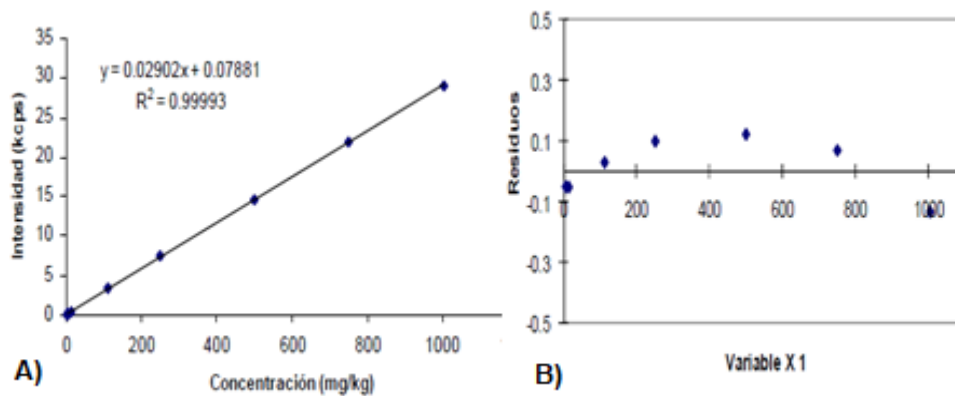 35
30
25
20
15
10
5
0
y = 0.02902x + 0.07881
R² = 0.99993
Intensidad (kcps)
0 200 400 600 800 1000
Concentración (mg/kg)
A)
0.5
0.3
0.1
-0.1
-0.3
-0.5
Residuos
0 200 400 600 800 1000
Variable X 1
B)